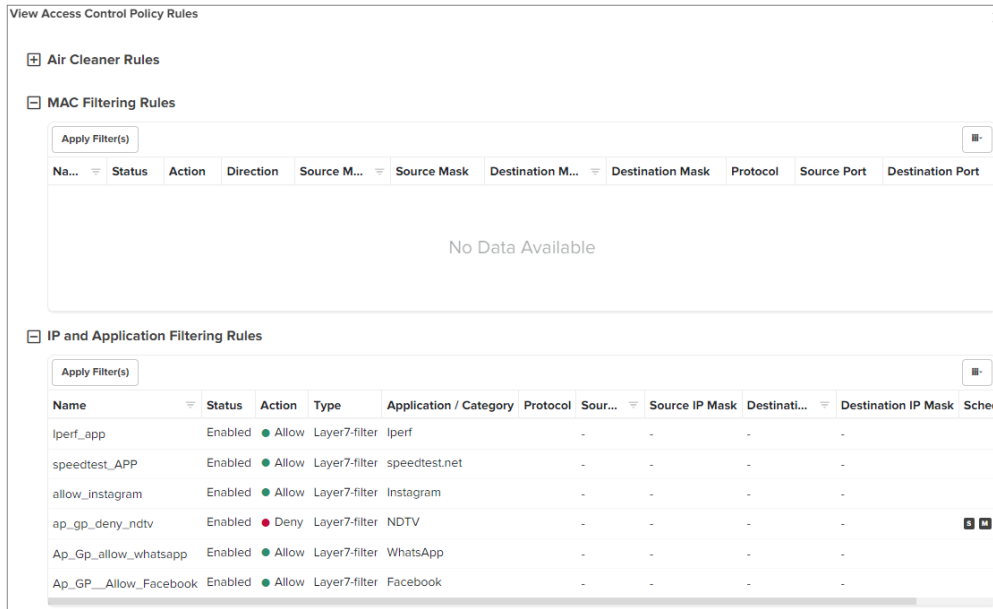 View Access Control Policy Rules
Air Cleaner Rules
MAC Filtering Rules
Apply Filter(s)
Na... Status Action Direction Source M... Source Mask Destination M... Destination Mask Protocol Source Port Destination Port
No Data Available
IP and Application Filtering Rules
Apply Filter(s)
Name Status Action Type Application / Category Protocol Sour... Source IP Mask Destinati... Destination IP Mask Sche
Iperf_app Enabled Allow Layer7-filter Iperf - - - -
speedtest_APP Enabled Allow Layer7-filter speedtest.net - - - -
allow_instagram Enabled Allow Layer7-filter Instagram - - - -
ap_gp_deny_ndtv Enabled Deny Layer7-filter NDTV - - - - S M
Ap_Gp_allow_whatsapp Enabled Allow Layer7-filter WhatsApp - - - -
Ap_GP__Allow_Facebook Enabled Allow Layer7-filter Facebook - - - -